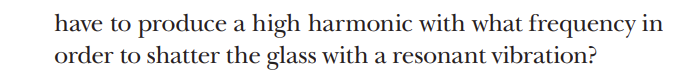 have to produce a high harmonic with what frequency in
order to shatter the glass with a resonant vibration?